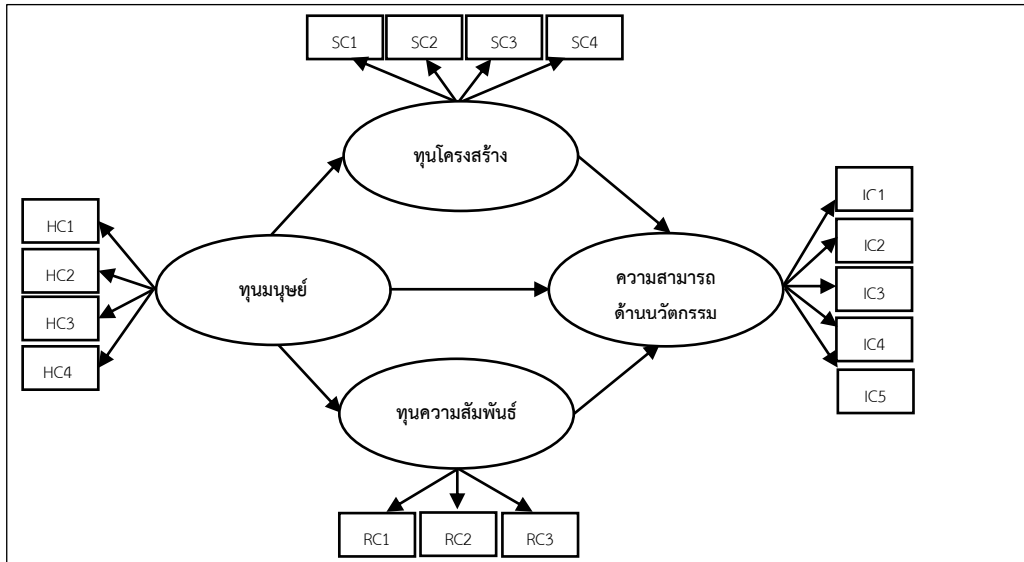 SC1
SC2
SC3
SC4
ทุนโครงสร้าง
HC1
HC2
HC3
HC4
ทุนมนุษย์
ความสามารถ
ด้านนวัตกรรม
IC1
IC2
IC3
IC4
IC5
ทุนความสัมพันธ์
RC1
RC2
RC3